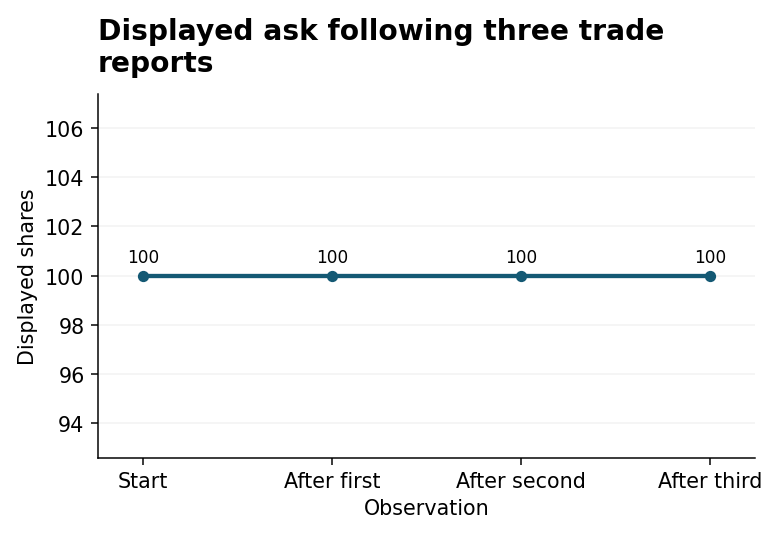 Displayed ask following three trade
reports
106
104
102
100
98
96
94
Displayed shares
100
100
100
100
Start
After first
After second
After third
Observation